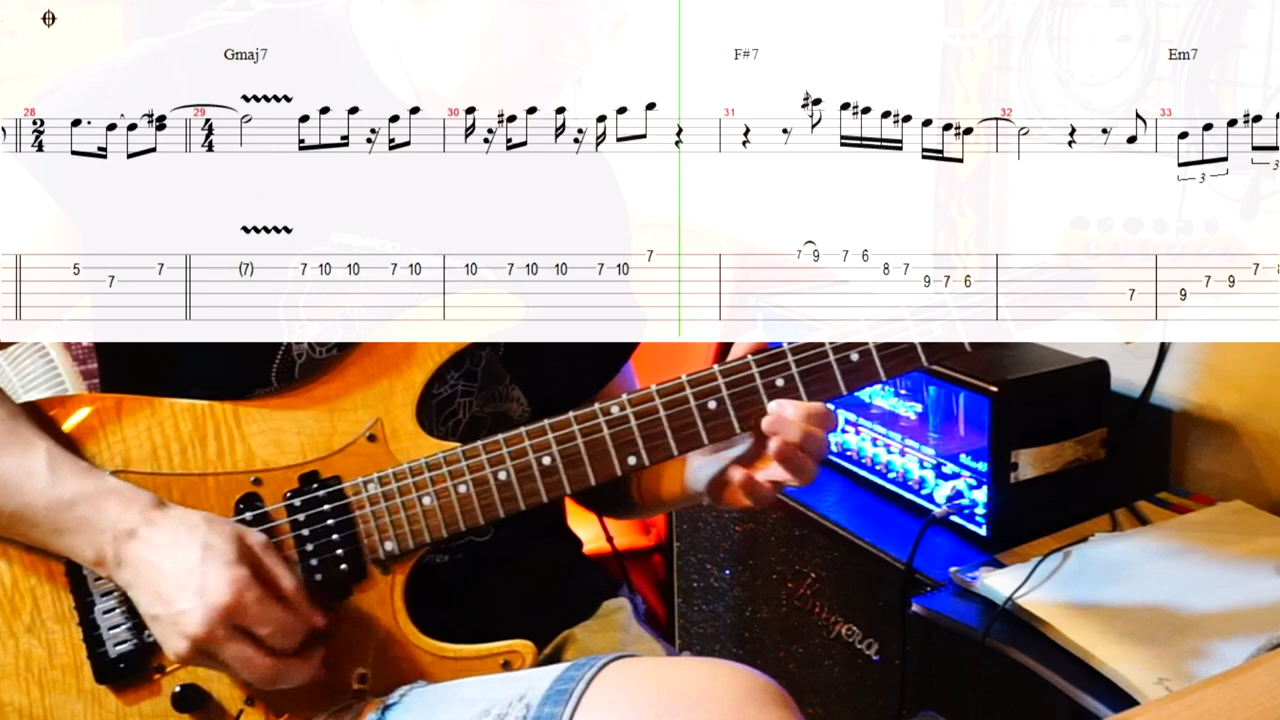 Gmaj7 F#7 Em7
28 29 30 31 32 33
2 4 4 4
3 3
5 7 7 (7) 7 10 10 7 10 10 7 10 10 7 10 7 7 9 7 6 8 7 9 7 6 7 9 7 9 7
Bugera